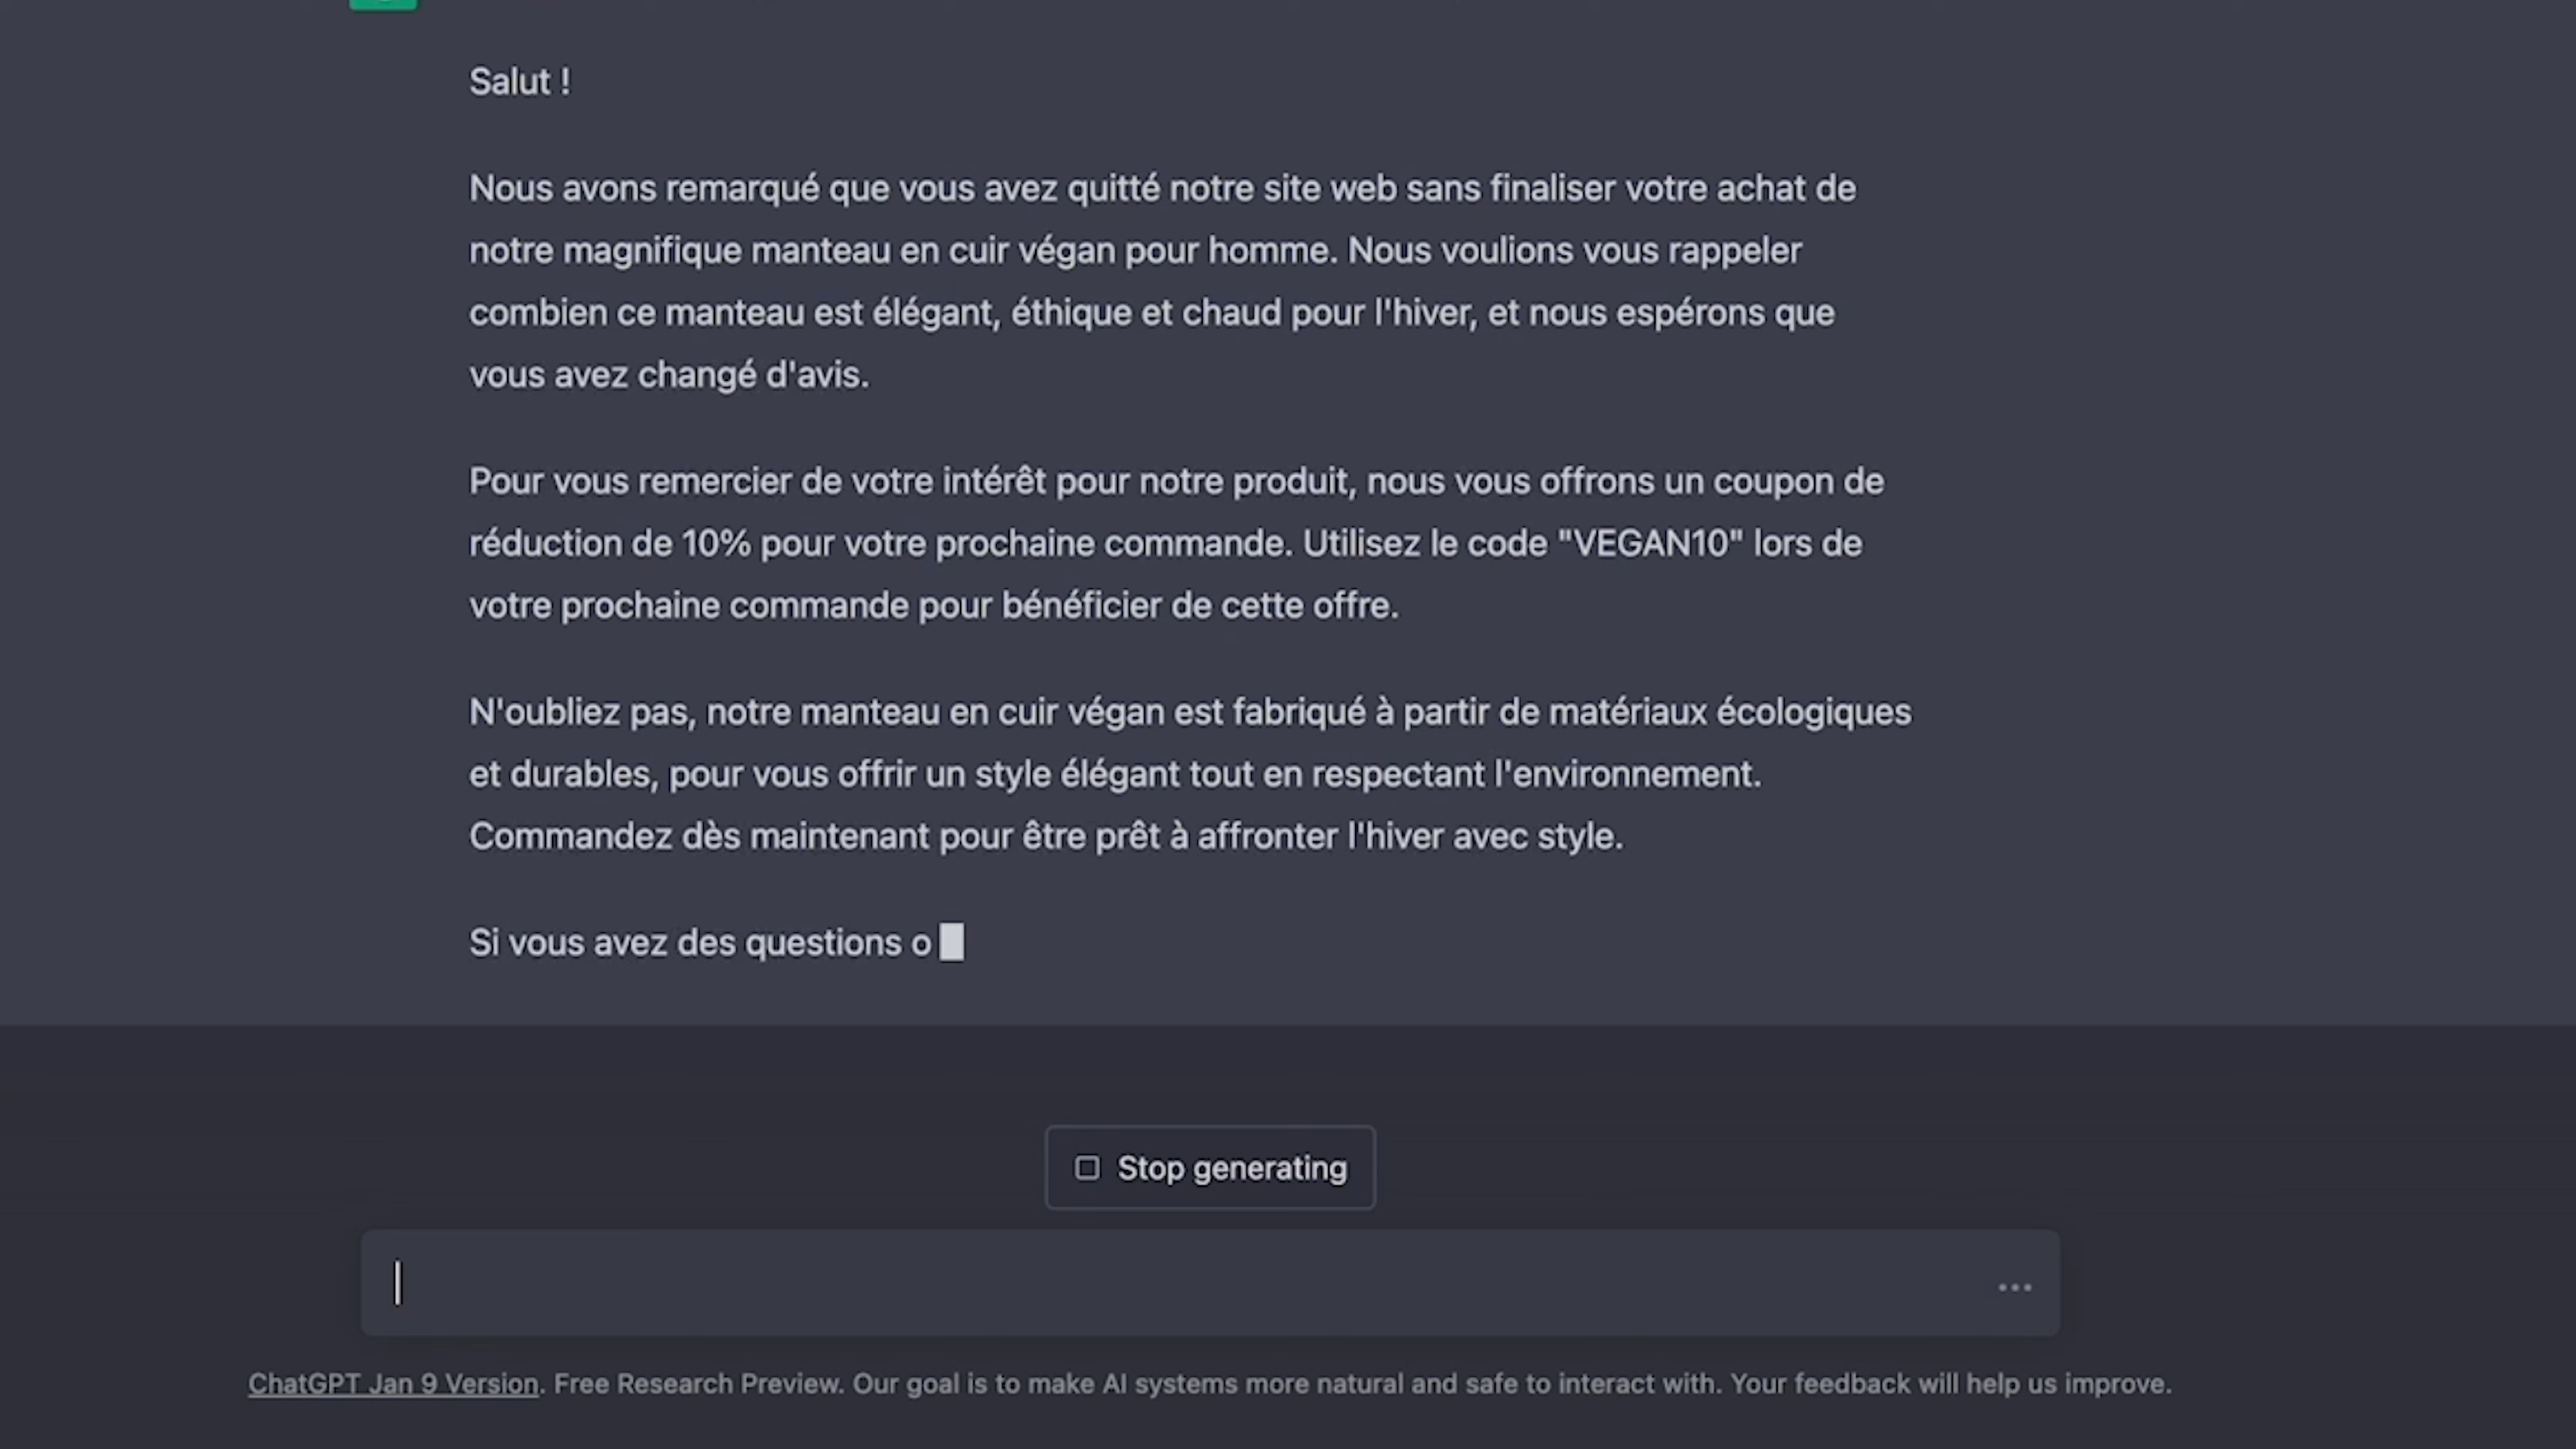 Salut !
Nous avons remarqué que vous avez quitté notre site web sans finaliser votre achat de
notre magnifique manteau en cuir végan pour homme. Nous voulions vous rappeler
combien ce manteau est élégant, éthique et chaud pour l'hiver, et nous espérons que
vous avez changé d'avis.
Pour vous remercier de votre intérêt pour notre produit, nous vous offrons un coupon de
réduction de 10% pour votre prochaine commande. Utilisez le code "VEGAN10" lors de
votre prochaine commande pour bénéficier de cette offre.
N'oubliez pas, notre manteau en cuir végan est fabriqué à partir de matériaux écologiques
et durables, pour vous offrir un style élégant tout en respectant l'environnement.
Commandez dès maintenant pour être prêt à affronter l'hiver avec style.
Si vous avez des questions o
Stop generating
ChatGPT Jan 9 Version. Free Research Preview. Our goal is to make AI systems more natural and safe to interact with. Your feedback will help us improve.